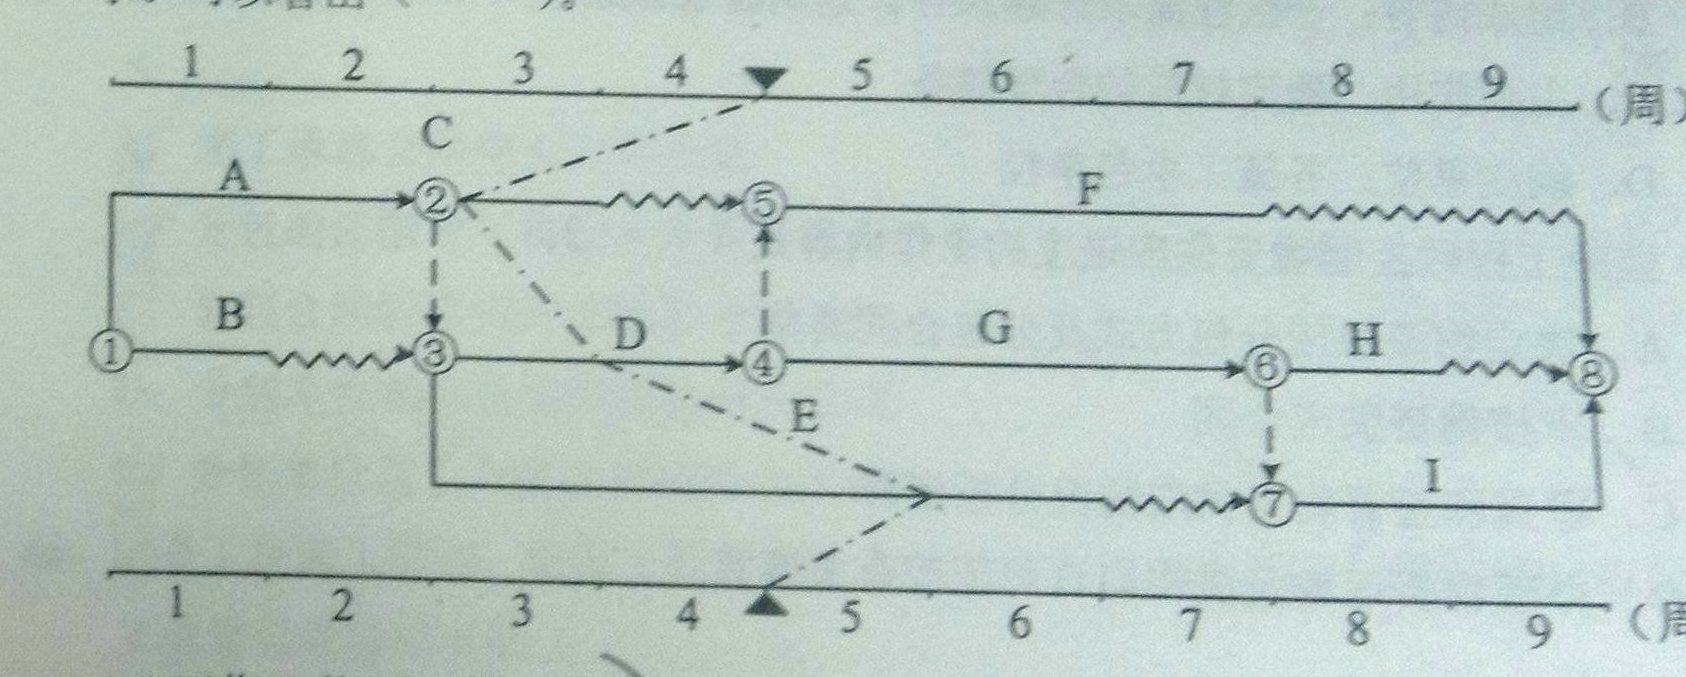 1 2 3 4 5 6 7 8 9 (周)
C
A ② ⑤ F
B ① ③ D ④ G ⑥ H ⑧
E
⑦ I
1 2 3 4 5 6 7 8 9 (周